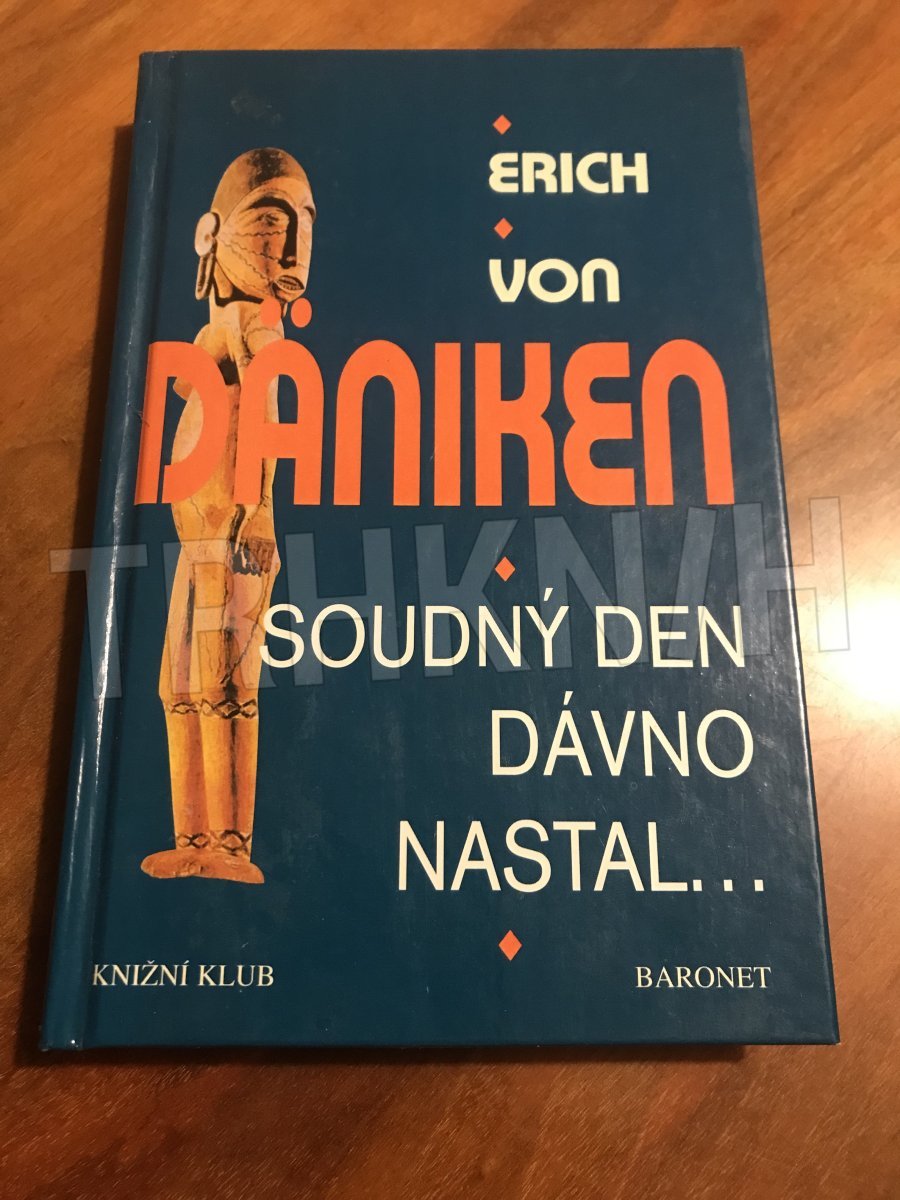 ERICH
VON
DÄNIKEN
TRHKNIH
SOUDNÝ DEN
DÁVNO
NASTAL...
KNIŽNÍ KLUB
BARONET